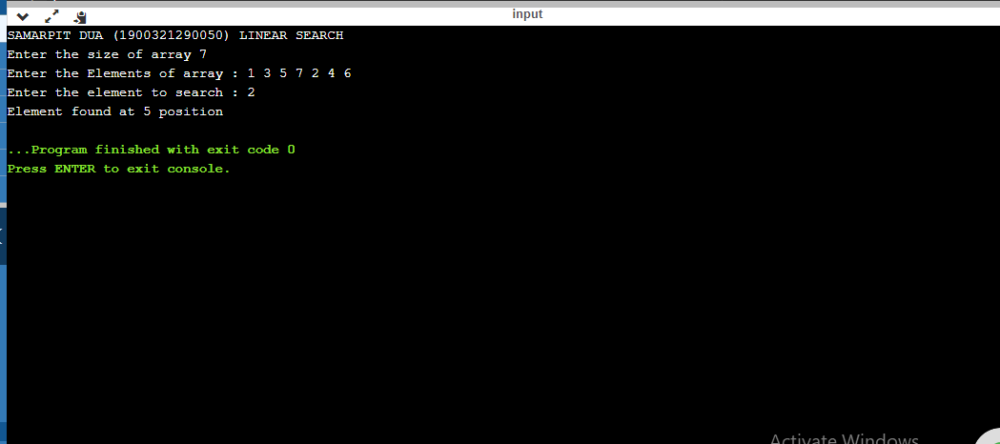 input
SAMARPIT DUA (1900321290050) LINEAR SEARCH
Enter the size of array 7
Enter the Elements of array : 1 3 5 7 2 4 6
Enter the element to search : 2
Element found at 5 position
...Program finished with exit code 0
Press ENTER to exit console.
Activate Windows